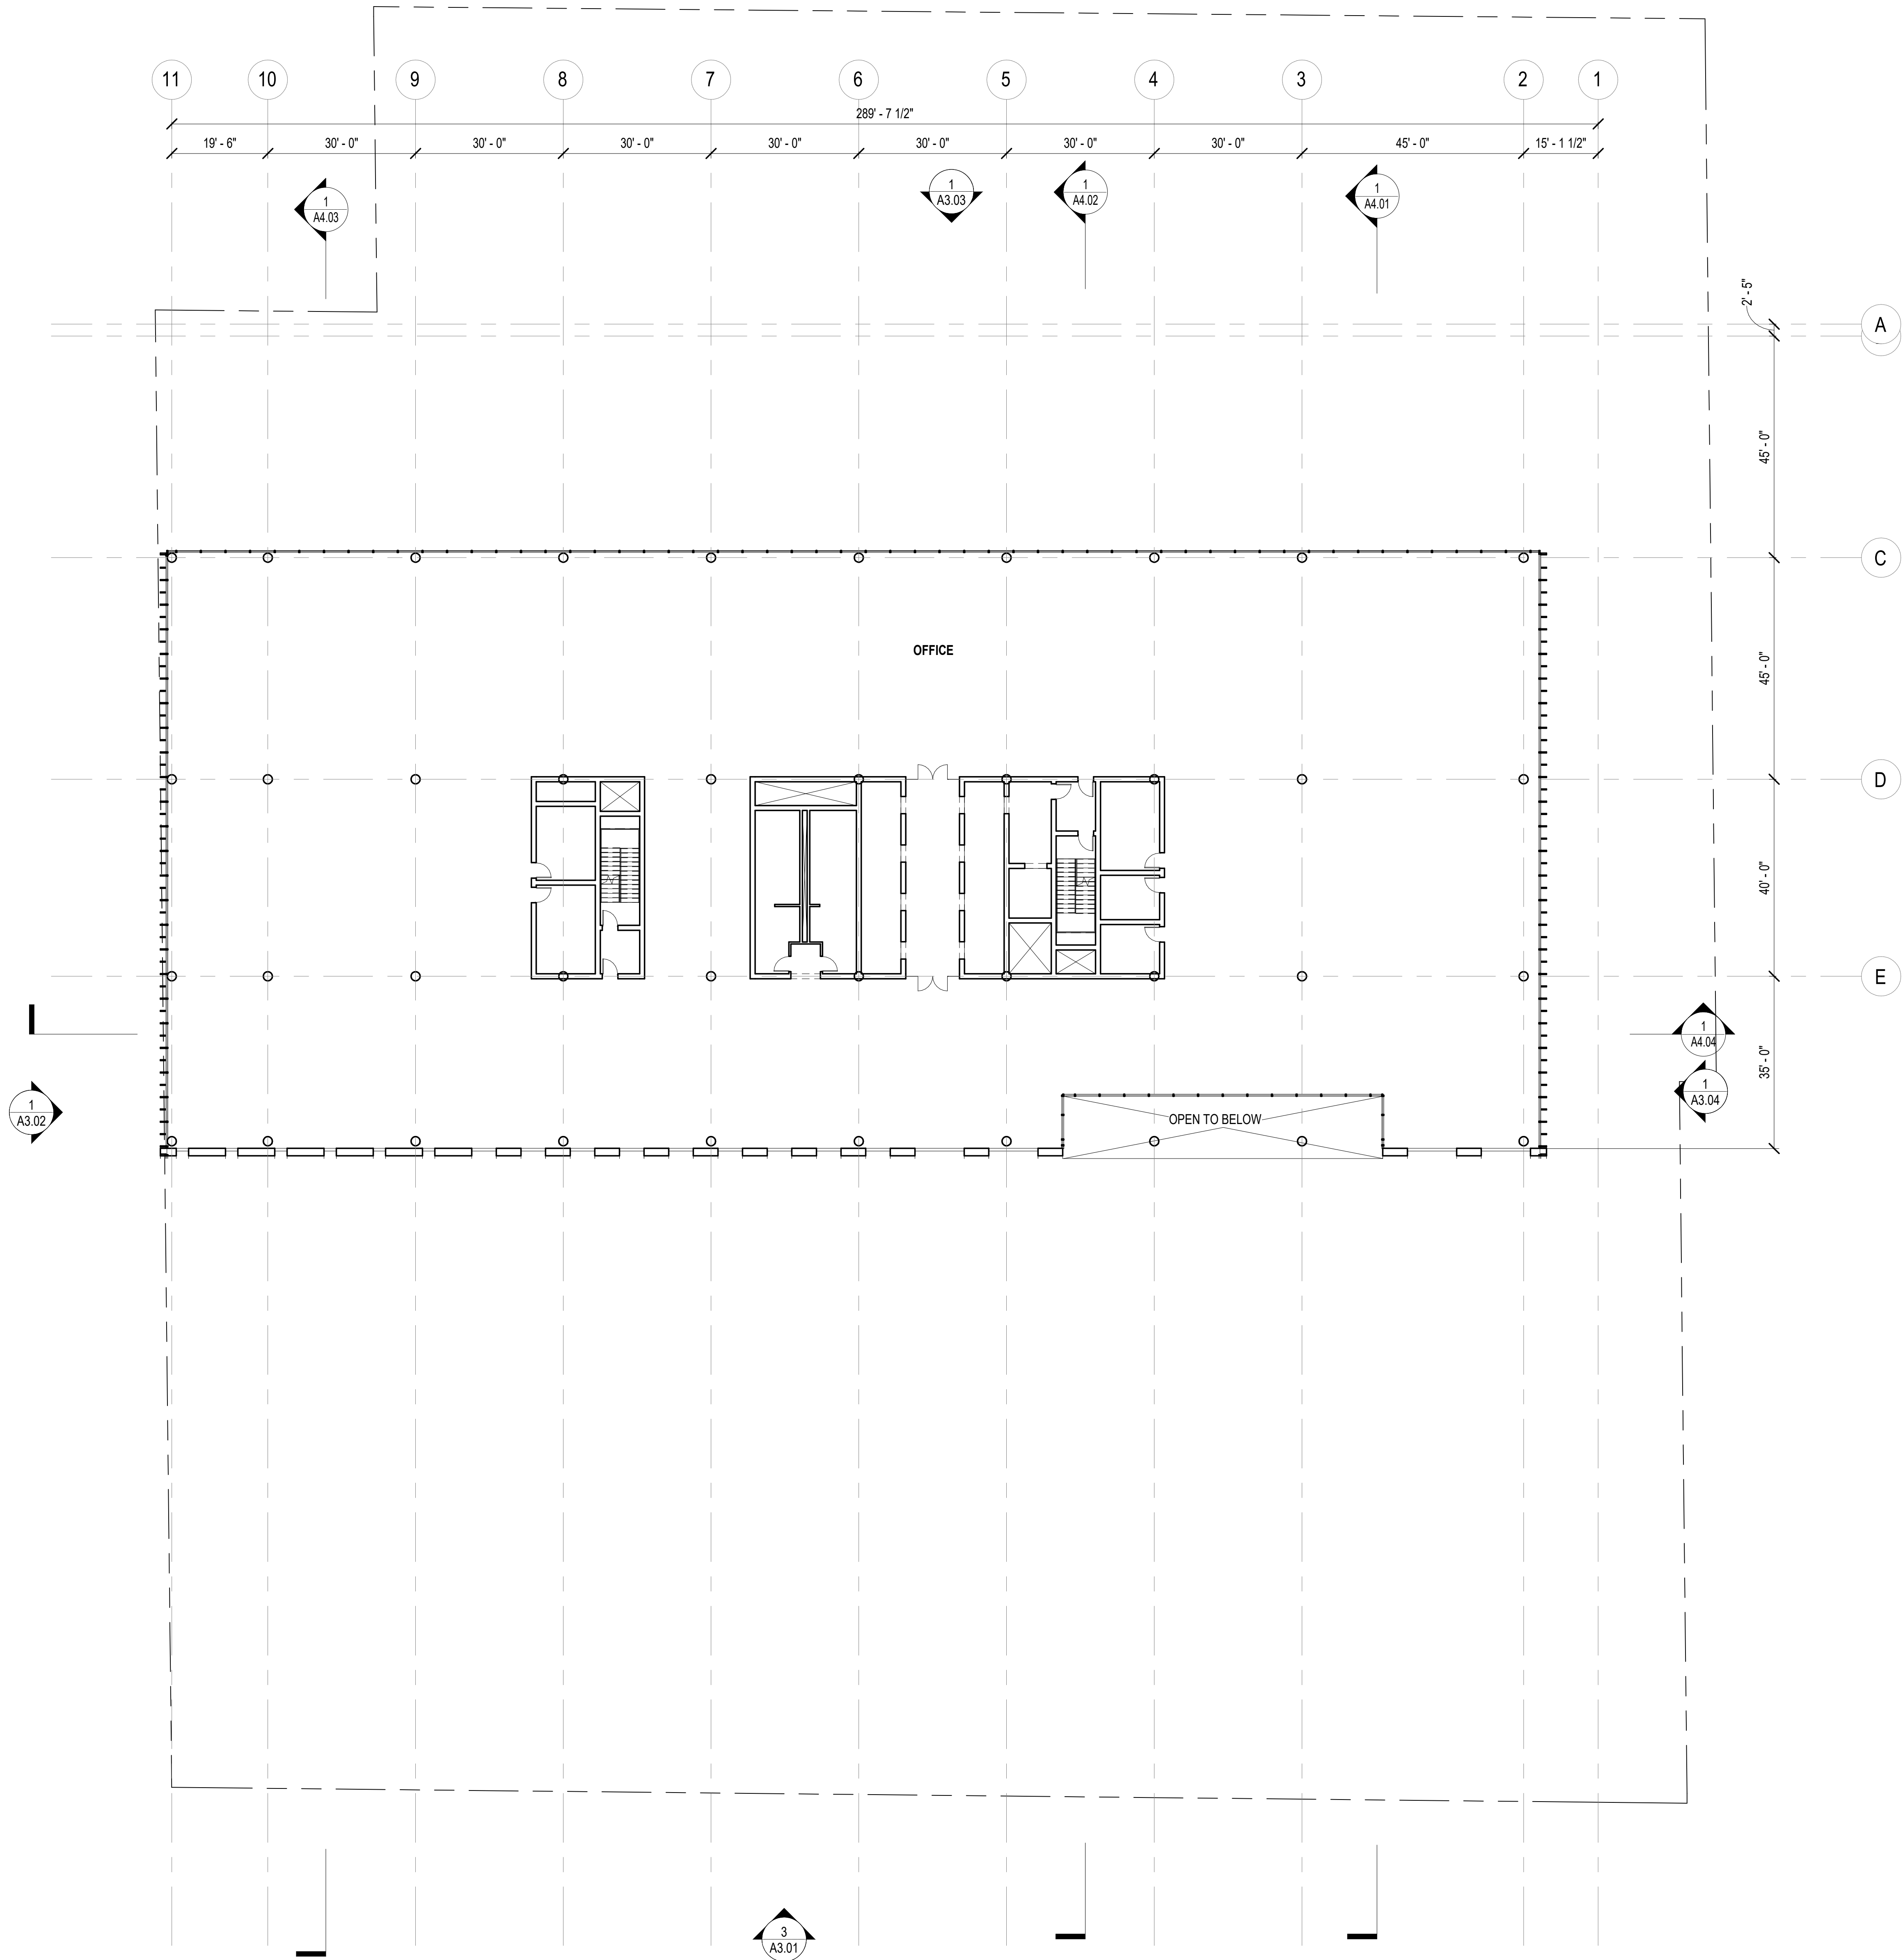 11 10 9 8 7 6 5 4 3 2 1
289' - 7 1/2"
19' - 6" 30' - 0" 30' - 0" 30' - 0" 30' - 0" 30' - 0" 30' - 0" 30' - 0" 45' - 0" 15' - 1 1/2"
1
A4.03
1
A3.03
1
A4.02
1
A4.01
2' - 5"
A
45' - 0"
C
OFFICE
45' - 0"
D
40' - 0"
E
1
A4.04
35' - 0"
1
A3.04
1
A3.02
OPEN TO BELOW
3
A3.01